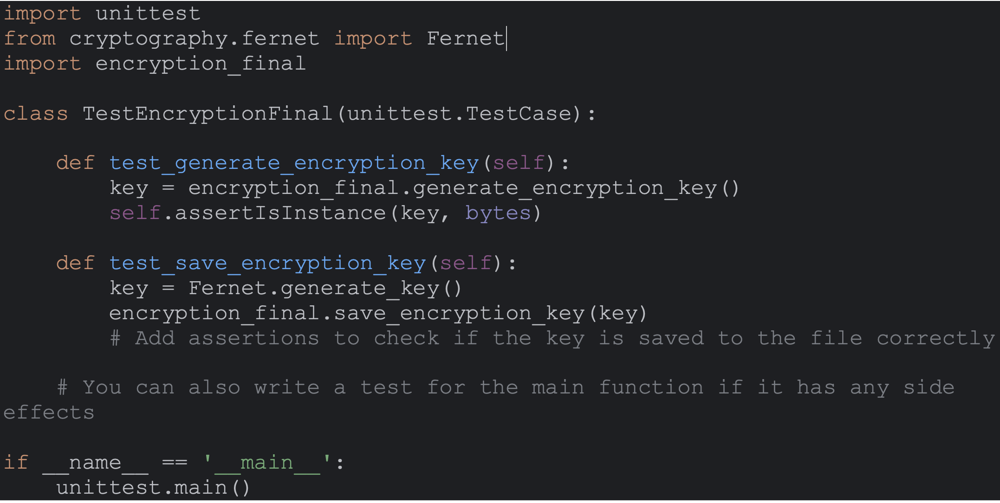 import unittest
from cryptography.fernet import Fernet
import encryption_final

class TestEncryptionFinal(unittest.TestCase):

    def test_generate_encryption_key(self):
        key = encryption_final.generate_encryption_key()
        self.assertIsInstance(key, bytes)

    def test_save_encryption_key(self):
        key = Fernet.generate_key()
        encryption_final.save_encryption_key(key)
        # Add assertions to check if the key is saved to the file correctly

    # You can also write a test for the main function if it has any side
effects

if __name__ == '__main__':
    unittest.main()